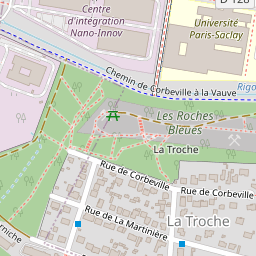 Centre
d'intégration
Nano-Innov
Université
Paris-Saclay
D 128
Chemin de Corbeville à la Vauve
Rigo
Les Roches
Bleues
La Troche
Rue de Corbeville
Rue de Corbeville
Rue de La Martinière
La Troche
rniche